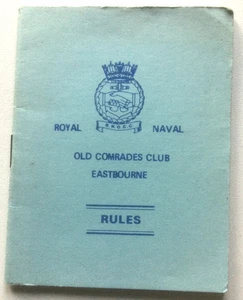 R.N.O.C.C.
ROYAL NAVAL
OLD COMRADES CLUB
EASTBOURNE
RULES